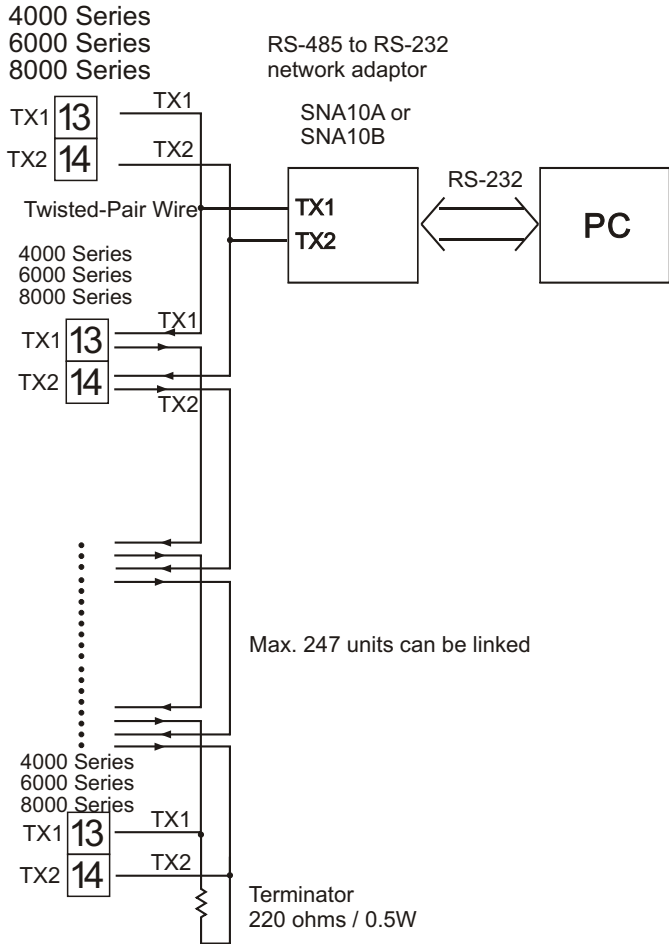 4000 Series
6000 Series
8000 Series
RS-485 to RS-232
network adaptor
SNA10A or
SNA10B
TX1 13 TX1
TX2 14 TX2
Twisted-Pair Wire
TX1
TX2
RS-232
PC
4000 Series
6000 Series
8000 Series
TX1 13 TX1
TX2 14 TX2
Max. 247 units can be linked
4000 Series
6000 Series
8000 Series
TX1 13 TX1
TX2 14 TX2
Terminator
220 ohms / 0.5W